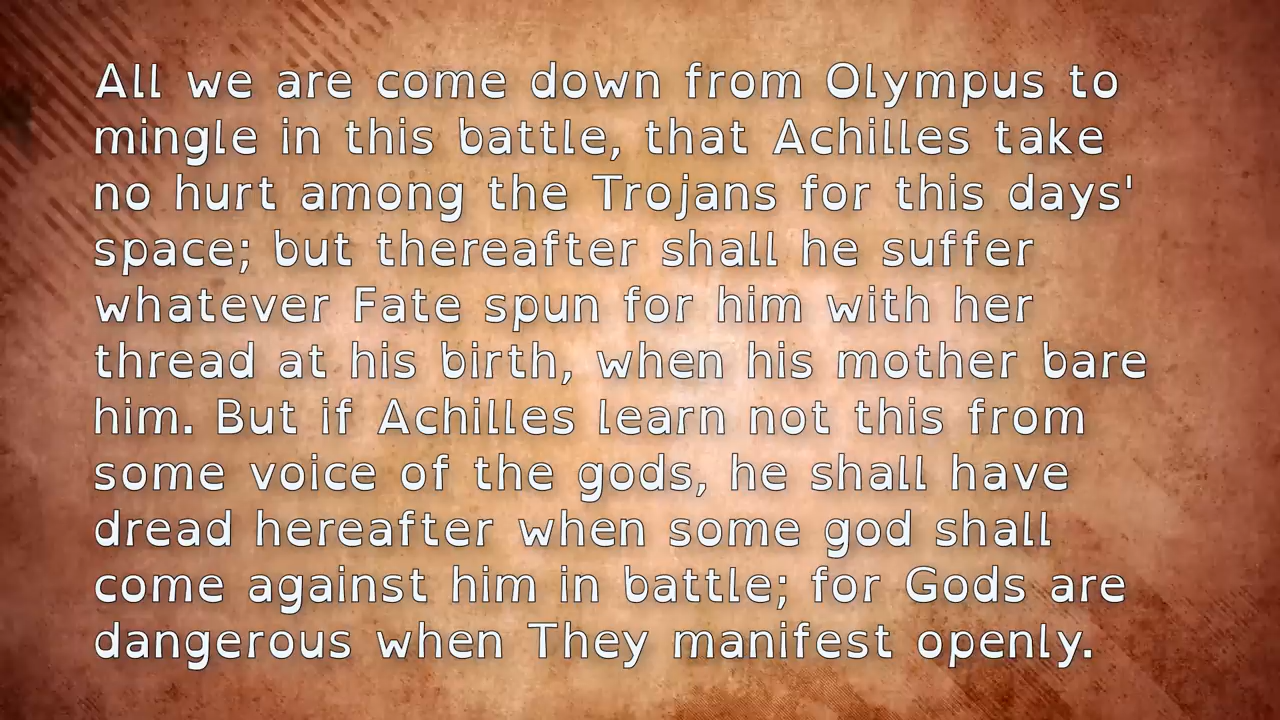 All we are come down from Olympus to
mingle in this battle, that Achilles take
no hurt among the Trojans for this days'
space; but thereafter shall he suffer
whatever Fate spun for him with her
thread at his birth, when his mother bare
him. But if Achilles learn not this from
some voice of the gods, he shall have
dread hereafter when some god shall
come against him in battle; for Gods are
dangerous when They manifest openly.